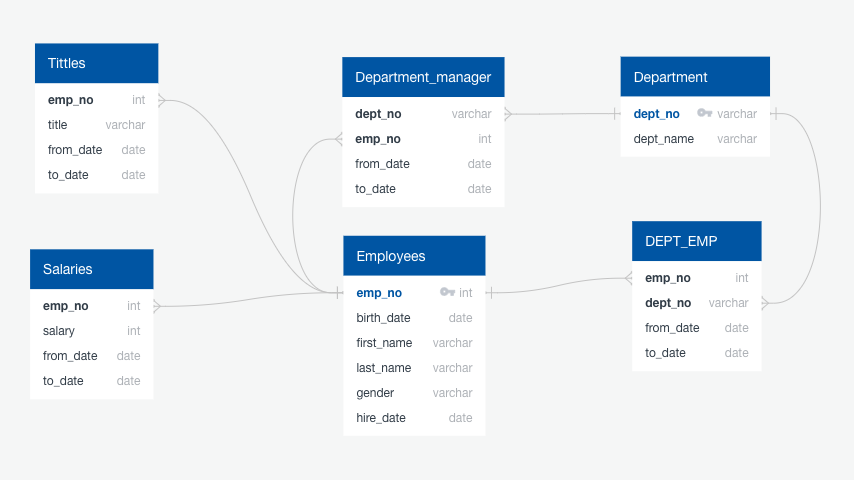 Tittles
emp_no int
title varchar
from_date date
to_date date
Department_manager
dept_no varchar
emp_no int
from_date date
to_date date
Department
dept_no varchar
dept_name varchar
Salaries
emp_no int
salary int
from_date date
to_date date
Employees
emp_no int
birth_date date
first_name varchar
last_name varchar
gender varchar
hire_date date
DEPT_EMP
emp_no int
dept_no varchar
from_date date
to_date date